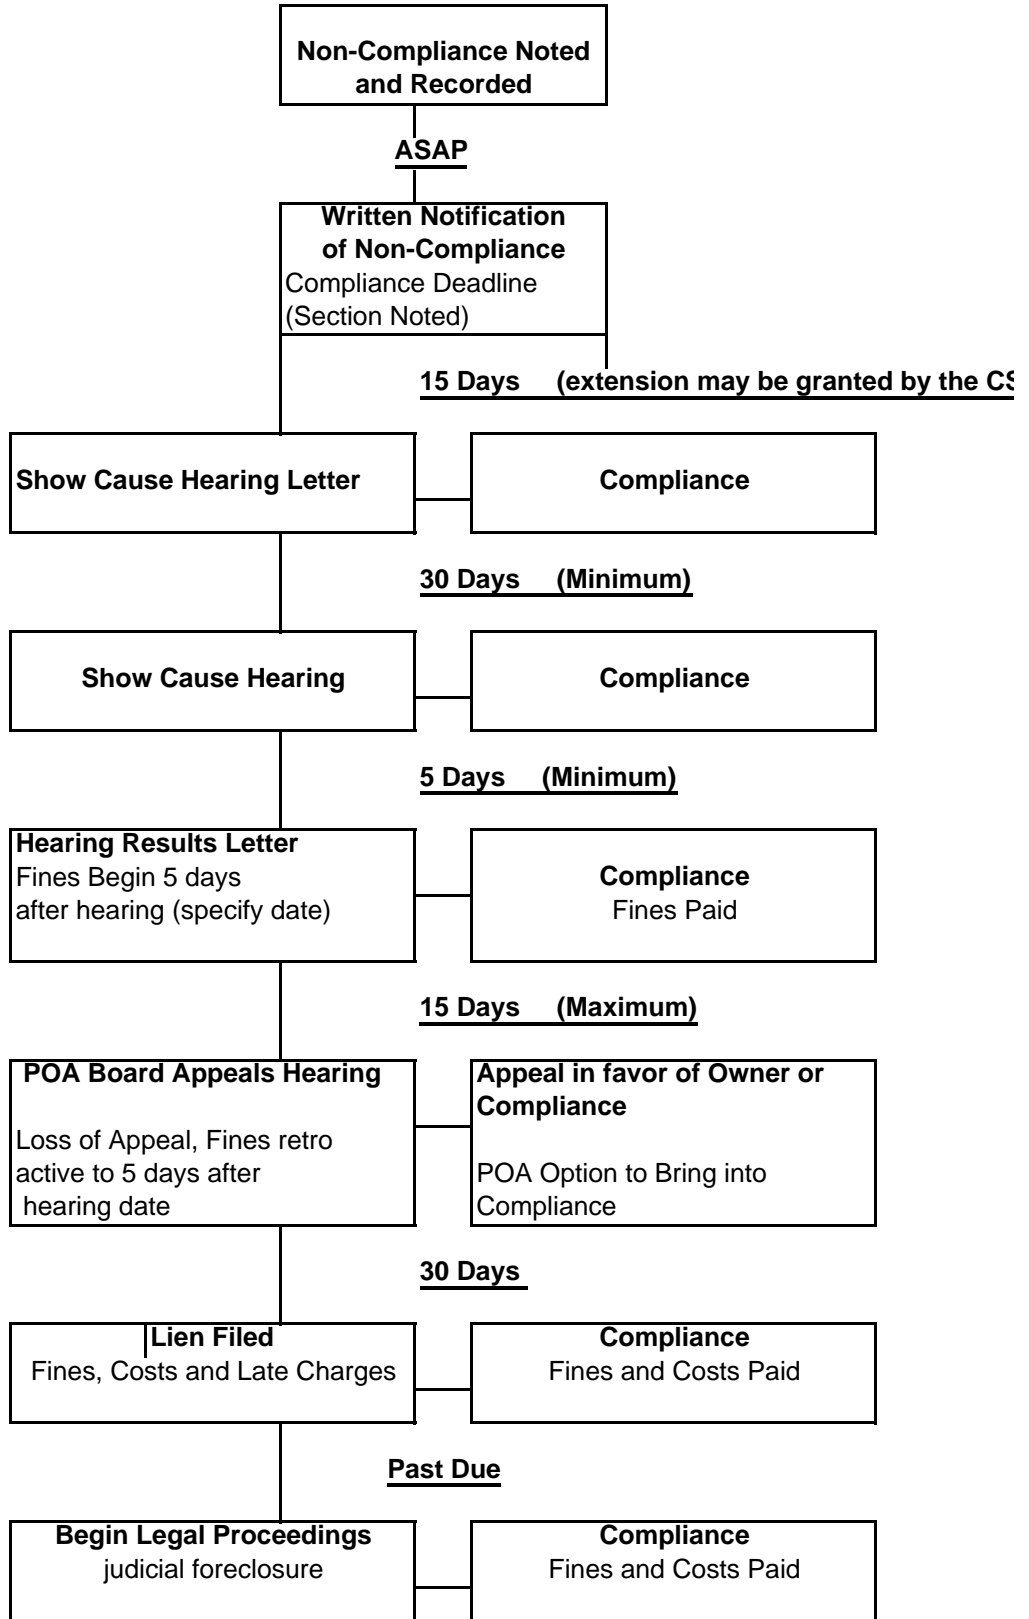 Non-Compliance Noted
and Recorded
ASAP
Written Notification
of Non-Compliance
Compliance Deadline
(Section Noted)
15 Days (extension may be granted by the CS
Show Cause Hearing Letter
Compliance
30 Days (Minimum)
Show Cause Hearing
Compliance
5 Days (Minimum)
Hearing Results Letter
Fines Begin 5 days
after hearing (specify date)
Compliance
Fines Paid
15 Days (Maximum)
POA Board Appeals Hearing
Loss of Appeal, Fines retro
active to 5 days after
hearing date
Appeal in favor of Owner or
Compliance
POA Option to Bring into
Compliance
30 Days
Lien Filed
Fines, Costs and Late Charges
Compliance
Fines and Costs Paid
Past Due
Begin Legal Proceedings
judicial foreclosure
Compliance
Fines and Costs Paid